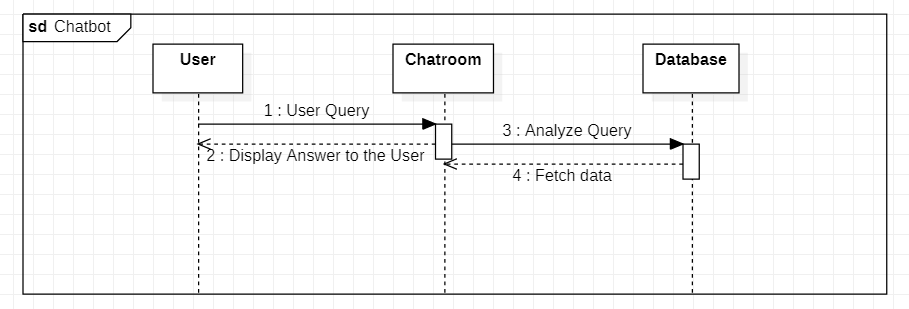 sd Chatbot
User
Chatroom
Database
1 : User Query
3 : Analyze Query
2 : Display Answer to the User
4 : Fetch data